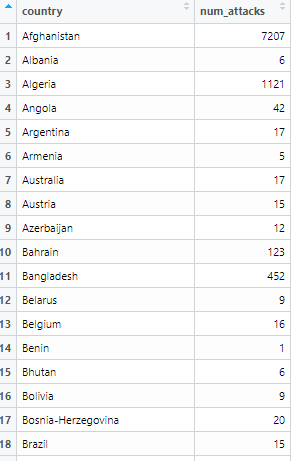 country num_attacks
1 Afghanistan 7207
2 Albania 6
3 Algeria 1121
4 Angola 42
5 Argentina 17
6 Armenia 5
7 Australia 17
8 Austria 15
9 Azerbaijan 12
10 Bahrain 123
11 Bangladesh 452
12 Belarus 9
13 Belgium 16
14 Benin 1
15 Bhutan 6
16 Bolivia 9
17 Bosnia-Herzegovina 20
18 Brazil 15